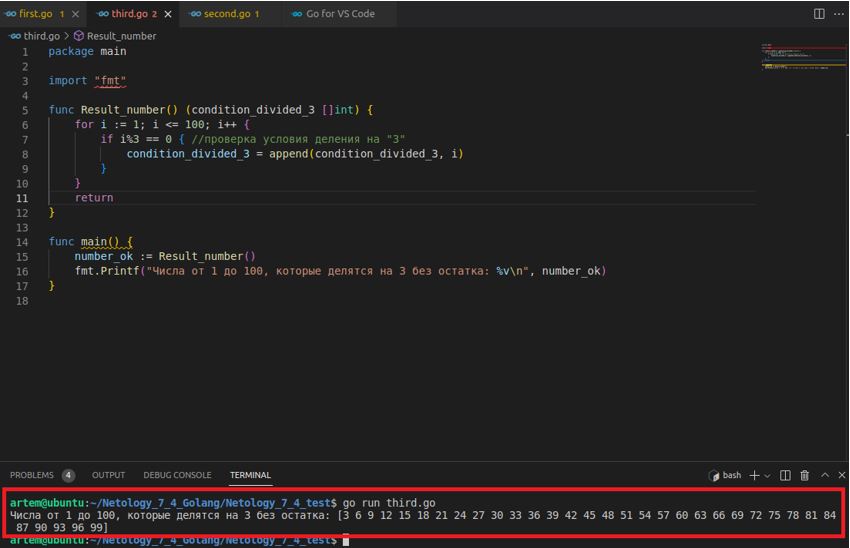 first.go 1
third.go 2
second.go 1
Go for VS Code
third.go > Result_number
1 package main
2
3 import "fmt"
4
5 func Result_number() (condition_divided_3 []int) {
6 for i := 1; i <= 100; i++ {
7 if i%3 == 0 { //проверка условия деления на "3"
8 condition_divided_3 = append(condition_divided_3, i)
9 }
10 }
11 return
12 }
13
14 func main() {
15 number_ok := Result_number()
16 fmt.Printf("Числа от 1 до 100, которые делятся на 3 без остатка: %v\n", number_ok)
17 }
18
PROBLEMS 4 OUTPUT DEBUG CONSOLE TERMINAL
bash
artem@ubuntu:~/Netology_7_4_Golang/Netology_7_4_test$ go run third.go
Числа от 1 до 100, которые делятся на 3 без остатка: [3 6 9 12 15 18 21 24 27 30 33 36 39 42 45 48 51 54 57 60 63 66 69 72 75 78 81 84
87 90 93 96 99]
artem@ubuntu:~/Netology_7_4_Golang/Netology_7_4_test$